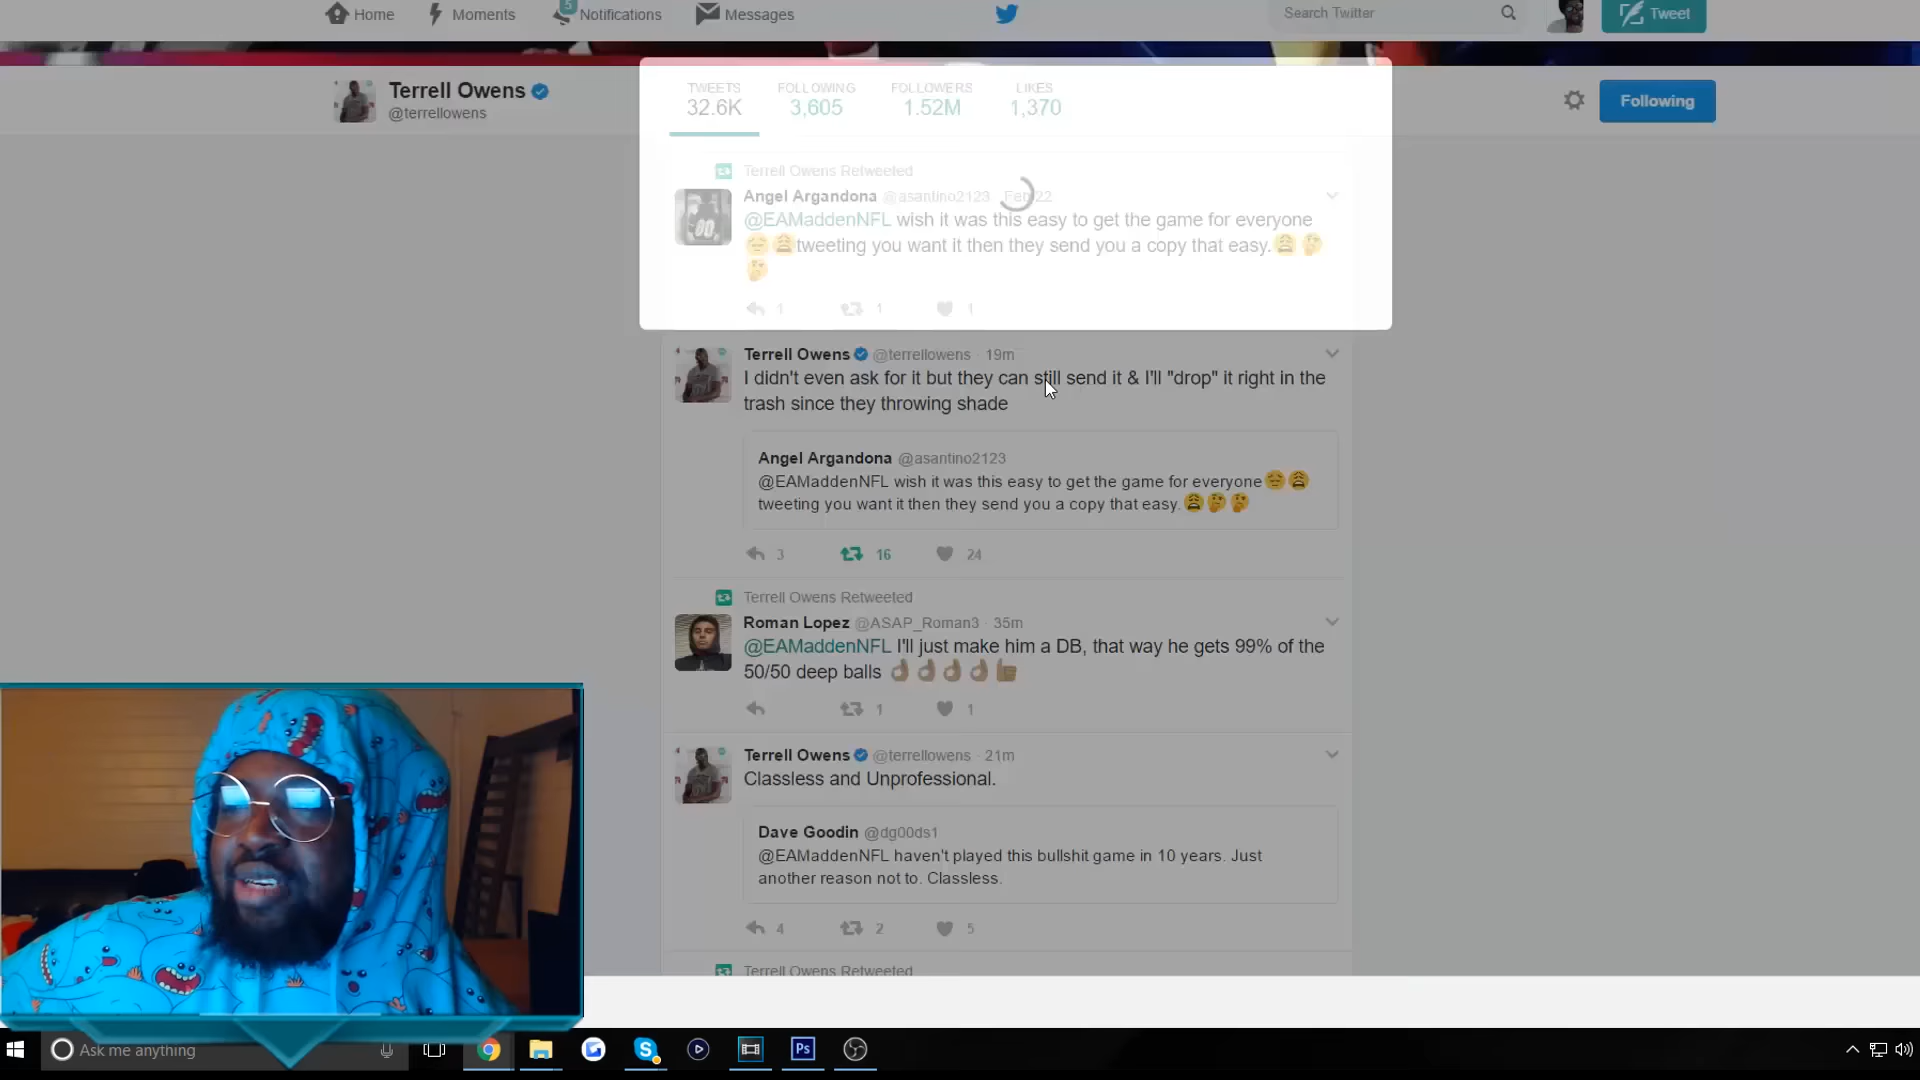 Home
Moments
5
Notifications
Messages
Search Twitter
Tweet
Terrell Owens
@terrellowens
TWEETS
32.6K
FOLLOWING
3,605
FOLLOWERS
1.52M
LIKES
1,370
Following
Terrell Owens Retweeted
Angel Argandona @asantino2123 Feb 22
@EAMaddenNFL wish it was this easy to get the game for everyone
😔😩tweeting you want it then they send you a copy that easy.😩🤔
🤔
1 1 1
Terrell Owens @terrellowens · 19m
I didn't even ask for it but they can still send it & I'll "drop" it right in the
trash since they throwing shade
Angel Argandona @asantino2123
@EAMaddenNFL wish it was this easy to get the game for everyone😔😩
tweeting you want it then they send you a copy that easy.😩🤔🤔
3 16 24
Terrell Owens Retweeted
Roman Lopez @ASAP_Roman3 · 35m
@EAMaddenNFL I'll just make him a DB, that way he gets 99% of the
50/50 deep balls 👌🏽👌🏽👌🏽👌🏽👍🏽
1 1
Terrell Owens @terrellowens · 21m
Classless and Unprofessional.
Dave Goodin @dg00ds1
@EAMaddenNFL haven't played this bullshit game in 10 years. Just
another reason not to. Classless.
4 2 5
Terrell Owens Retweeted
Ask me anything
Ps